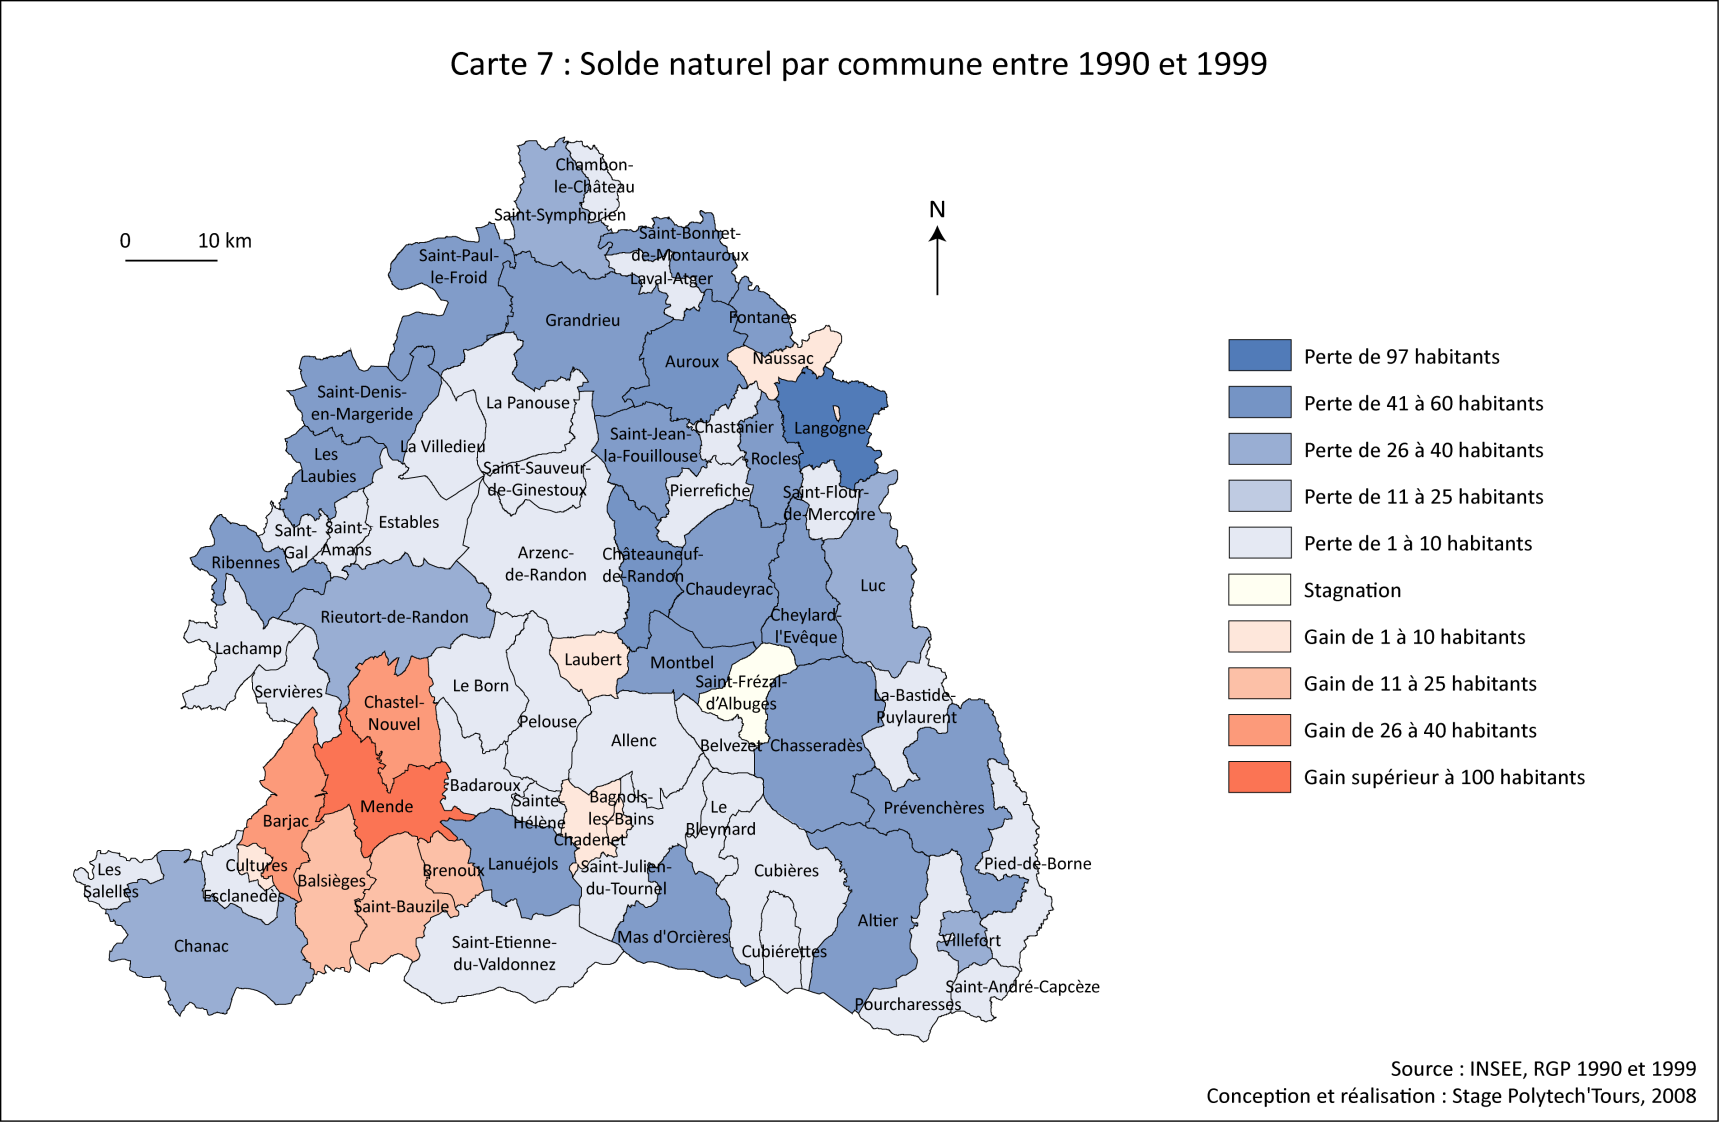 Carte 7 : Solde naturel par commune entre 1990 et 1999
0 10 km
N
Chambon-
le-Château
Saint-Symphorien
Saint-Bonnet-
de-Montauroux
Saint-Paul-
le-Froid
Laval-Atger
Grandrieu
Fontanes
Auroux
Naussac
Saint-Denis-
en-Margeride
La Panouse
Chastanier
Langogne
La Villedieu
Saint-Jean-
la-Fouillouse
Les
Laubies
Rocles
Saint-Sauveur-
de-Ginestoux
Pierrefiche
Saint-Flour-
de-Mercoire
Estables
Saint-
Gal
Saint-
Amans
Ribennes
Arzenc-
de-Randon
Châteauneuf-
de-Randon
Chaudeyrac
Luc
Rieutort-de-Randon
Cheylard-
l'Evêque
Lachamp
Laubert
Montbel
Servières
Le Born
Saint-Frézal-
d’Albuges
La-Bastide-
Puylaurent
Chastel-
Nouvel
Pelouse
Allenc
Belvezet
Chasseradès
Badaroux
Mende
Sainte-
Hélène
Bagnols-
les-Bains
Le
Bleymard
Prévenchères
Barjac
Chadenet
Cultures
Les
Salelles
Lanuéjols
Brenoux
Balsièges
Saint-Julien-
du-Tournel
Cubières
Pied-de-Borne
Esclanedes
Saint-Bauzile
Altier
Chanac
Saint-Etienne-
du-Valdonnez
Mas d'Orcières
Cubiérettes
Villefort
Saint-André-Capcèze
Pourcharesses
Perte de 97 habitants
Perte de 41 à 60 habitants
Perte de 26 à 40 habitants
Perte de 11 à 25 habitants
Perte de 1 à 10 habitants
Stagnation
Gain de 1 à 10 habitants
Gain de 11 à 25 habitants
Gain de 26 à 40 habitants
Gain supérieur à 100 habitants
Source : INSEE, RGP 1990 et 1999
Conception et réalisation : Stage Polytech'Tours, 2008